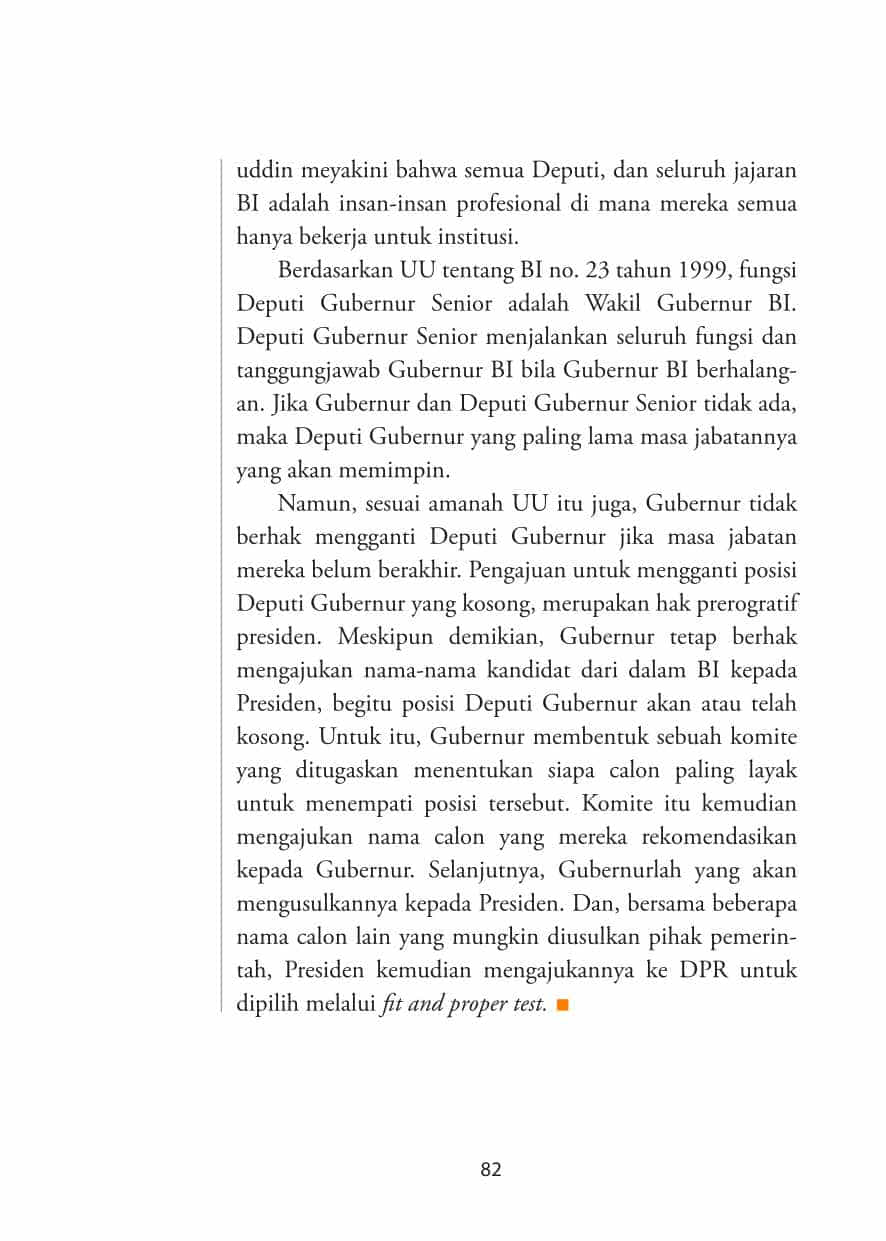 uddin meyakini bahwa semua Deputi, dan seluruh jajaran
BI adalah insan-insan profesional di mana mereka semua
hanya bekerja untuk institusi.
Berdasarkan UU tentang BI no. 23 tahun 1999, fungsi
Deputi Gubernur Senior adalah Wakil Gubernur BI.
Deputi Gubernur Senior menjalankan seluruh fungsi dan
tanggungjawab Gubernur BI bila Gubernur BI berhalang-
an. Jika Gubernur dan Deputi Gubernur Senior tidak ada,
maka Deputi Gubernur yang paling lama masa jabatannya
yang akan memimpin.
Namun, sesuai amanah UU itu juga, Gubernur tidak
berhak mengganti Deputi Gubernur jika masa jabatan
mereka belum berakhir. Pengajuan untuk mengganti posisi
Deputi Gubernur yang kosong, merupakan hak prerogratif
presiden. Meskipun demikian, Gubernur tetap berhak
mengajukan nama-nama kandidat dari dalam BI kepada
Presiden, begitu posisi Deputi Gubernur akan atau telah
kosong. Untuk itu, Gubernur membentuk sebuah komite
yang ditugaskan menentukan siapa calon paling layak
untuk menempati posisi tersebut. Komite itu kemudian
mengajukan nama calon yang mereka rekomendasikan
kepada Gubernur. Selanjutnya, Gubernurlah yang akan
mengusulkannya kepada Presiden. Dan, bersama beberapa
nama calon lain yang mungkin diusulkan pihak pemerin-
tah, Presiden kemudian mengajukannya ke DPR untuk
dipilih melalui fit and proper test.
82